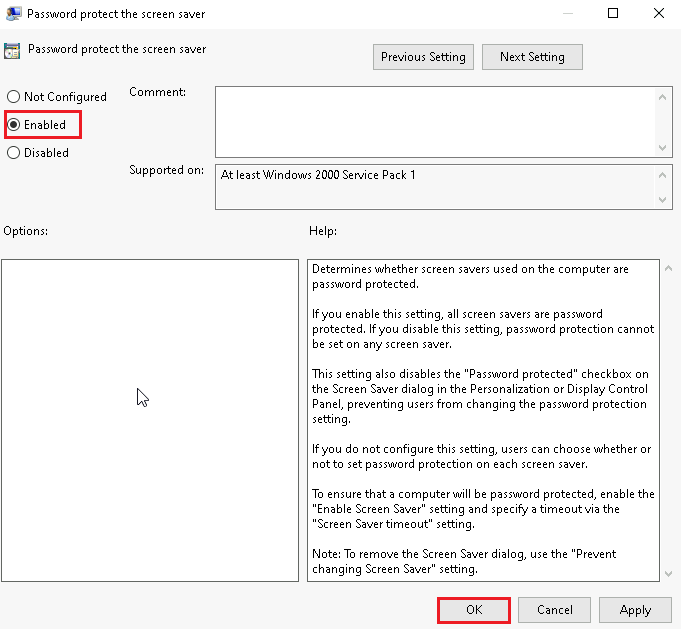 Password protect the screen saver
Password protect the screen saver
Previous Setting
Next Setting
Not Configured
Enabled
Disabled
Comment:
Supported on:
At least Windows 2000 Service Pack 1
Options:
Help:
Determines whether screen savers used on the computer are
password protected.
If you enable this setting, all screen savers are password
protected. If you disable this setting, password protection cannot
be set on any screen saver.
This setting also disables the "Password protected" checkbox on
the Screen Saver dialog in the Personalization or Display Control
Panel, preventing users from changing the password protection
setting.
If you do not configure this setting, users can choose whether or
not to set password protection on each screen saver.
To ensure that a computer will be password protected, enable the
"Enable Screen Saver" setting and specify a timeout via the
"Screen Saver timeout" setting.
Note: To remove the Screen Saver dialog, use the "Prevent
changing Screen Saver" setting.
OK
Cancel
Apply